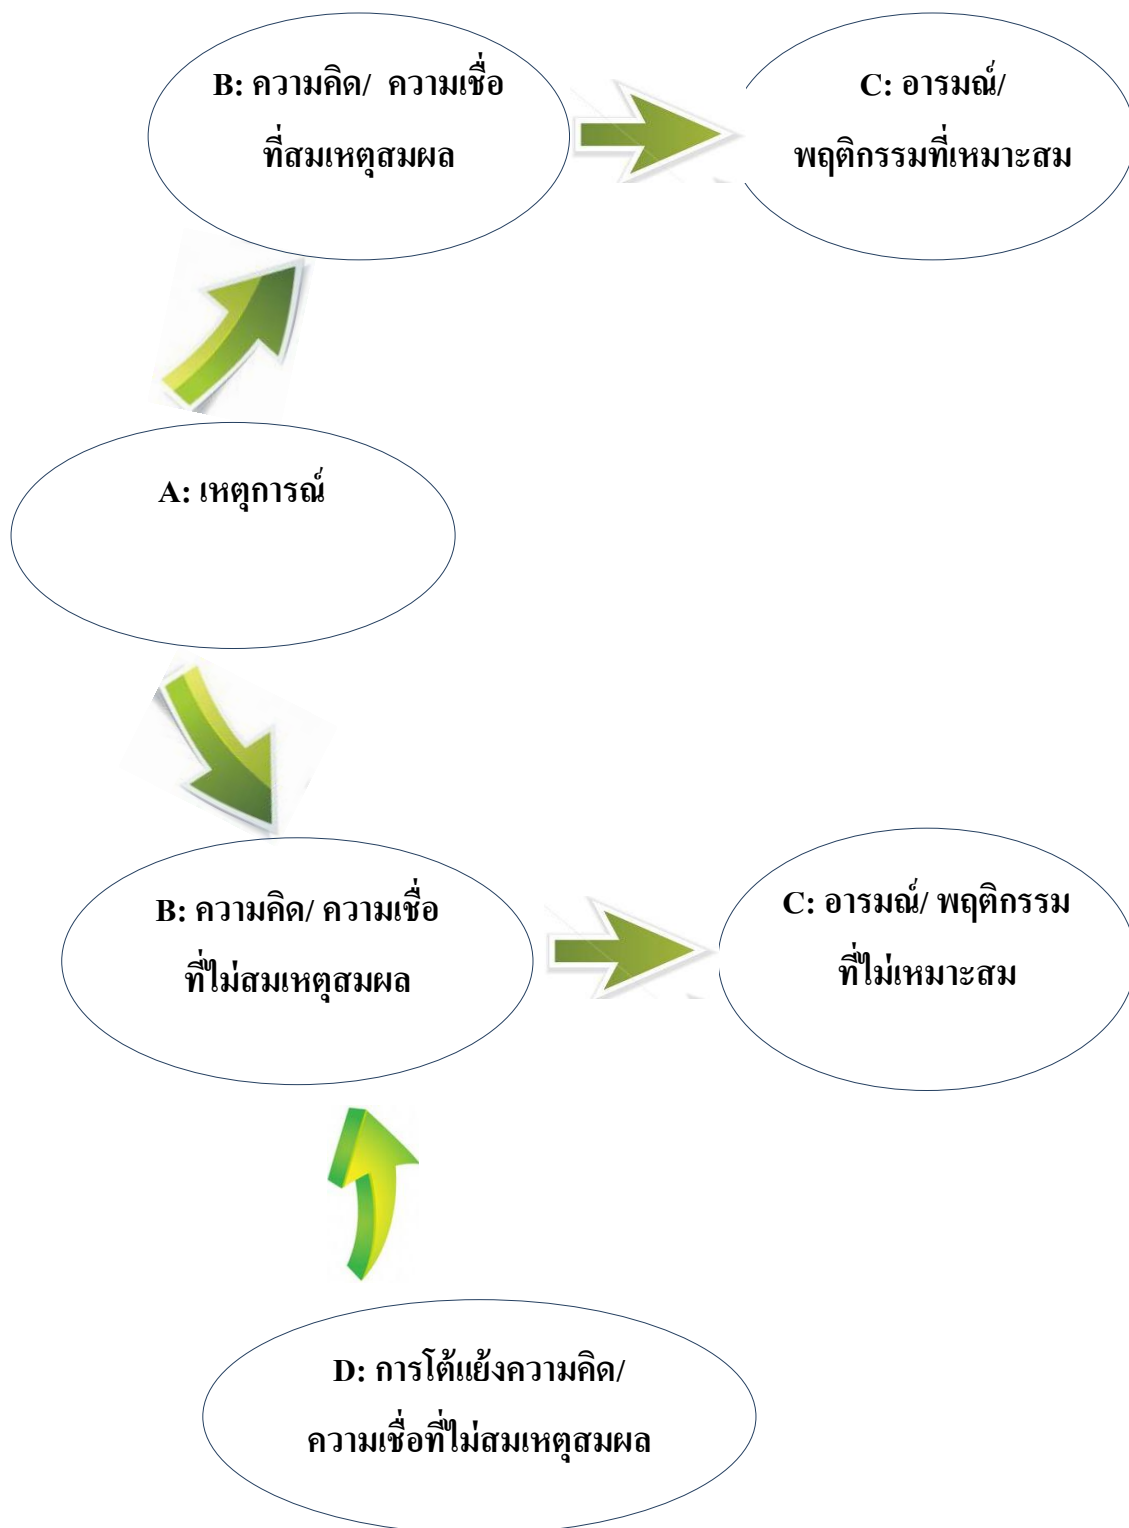 B: ความคิด/ ความเชื่อ
ที่สมเหตุสมผล
C: อารมณ์/
พฤติกรรมที่เหมาะสม
A: เหตุการณ์
B: ความคิด/ ความเชื่อ
ที่ไม่สมเหตุสมผล
C: อารมณ์/ พฤติกรรม
ที่ไม่เหมาะสม
D: การโต้แย้งความคิด/
ความเชื่อที่ไม่สมเหตุสมผล